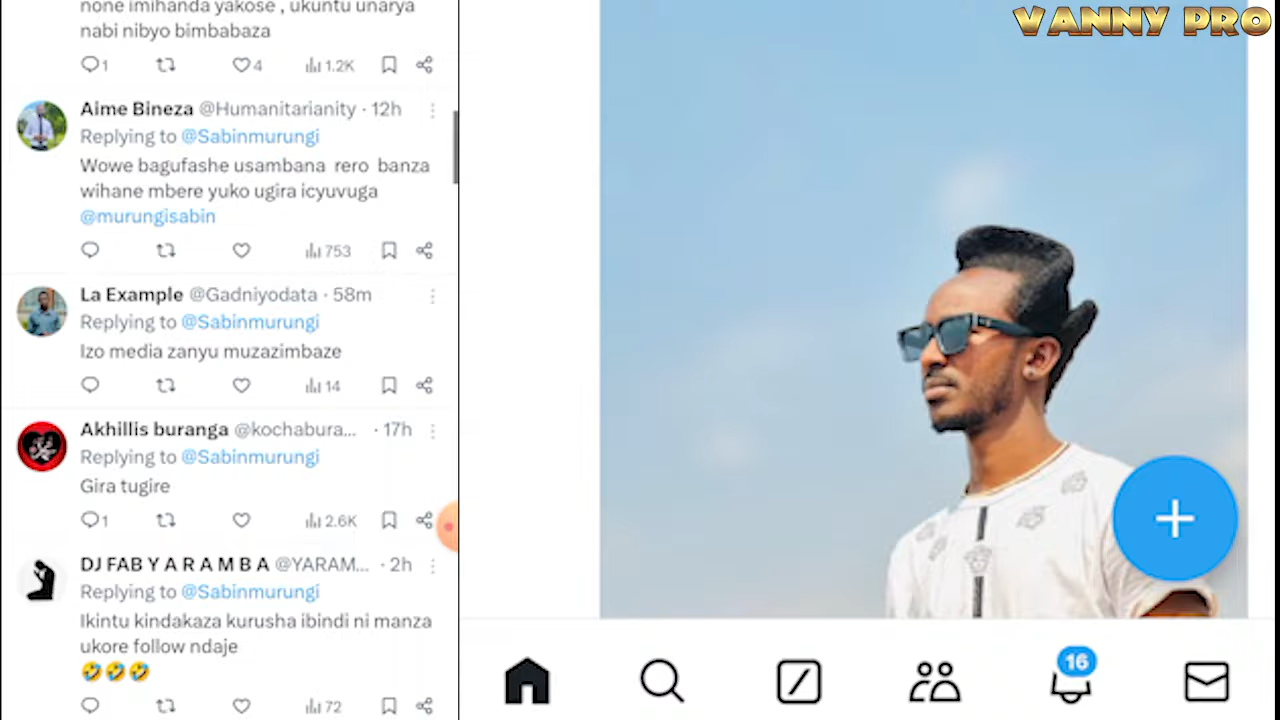 VANNY PRO
none imihanda yakose , ukuntu unarya
nabi nibyo bimbabaza
1 4 1.2K
Aime Bineza @Humanitarianity · 12h
Replying to @Sabinmurungi
Wowe bagufashe usambana rero banza
wihane mbere yuko ugira icyuvuga
@murungisabin
753
La Example @Gadniyodata · 58m
Replying to @Sabinmurungi
Izo media zanyu muzazimbaze
14
Akhillis buranga @kochabura... · 17h
Replying to @Sabinmurungi
Gira tugire
1 2.6K
DJ FAB Y A R A M B A @YARAM... · 2h
Replying to @Sabinmurungi
Ikintu kindakaza kurusha ibindi ni manza
ukore follow ndaje
🤣🤣🤣
72
16